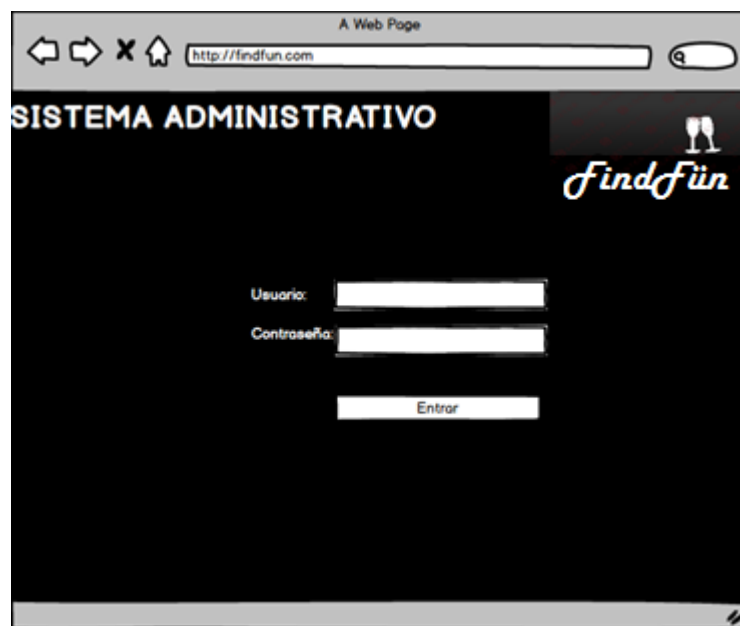 A Web Page
http://findfun.com
SISTEMA ADMINISTRATIVO
FindFün
Usuario:
Contraseña:
Entrar